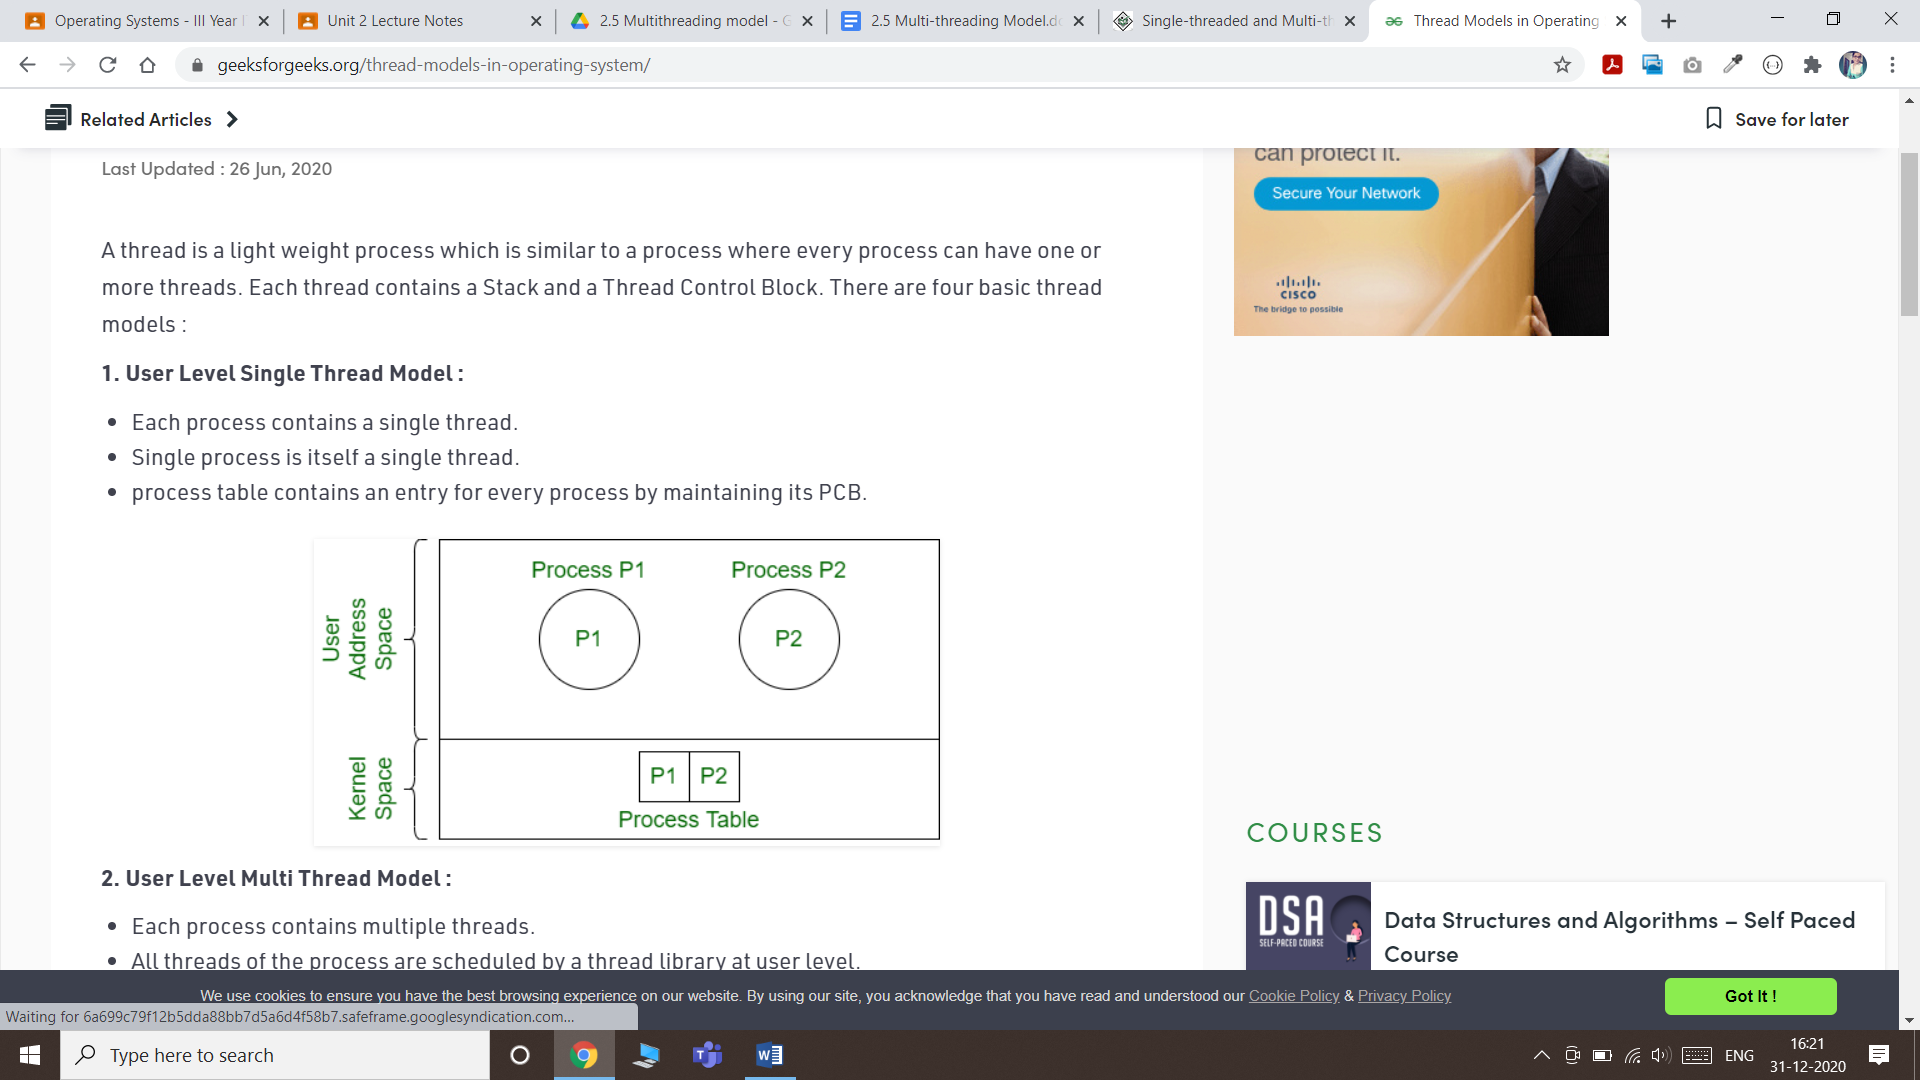 Operating Systems - III Year
Unit 2 Lecture Notes
2.5 Multithreading model - G
2.5 Multi-threading Model.do
Single-threaded and Multi-th
Thread Models in Operating
geeksforgeeks.org/thread-models-in-operating-system/
Related Articles
Save for later
Last Updated : 26 Jun, 2020
can protect it.
Secure Your Network
CISCO
The bridge to possible
A thread is a light weight process which is similar to a process where every process can have one or
more threads. Each thread contains a Stack and a Thread Control Block. There are four basic thread
models :
1. User Level Single Thread Model :
• Each process contains a single thread.
• Single process is itself a single thread.
• process table contains an entry for every process by maintaining its PCB.
User
Address
Space
Process P1
Process P2
P1
P2
Kernel
Space
P1 P2
Process Table
2. User Level Multi Thread Model :
• Each process contains multiple threads.
• All threads of the process are scheduled by a thread library at user level.
COURSES
DSA
SELF-PACED COURSE
Data Structures and Algorithms – Self Paced
Course
We use cookies to ensure you have the best browsing experience on our website. By using our site, you acknowledge that you have read and understood our Cookie Policy & Privacy Policy
Got It !
Waiting for 6a699c79f12b5dda88bb7d5a6d4f58b7.safeframe.googlesyndication.com...
Type here to search
ENG
16:21
31-12-2020